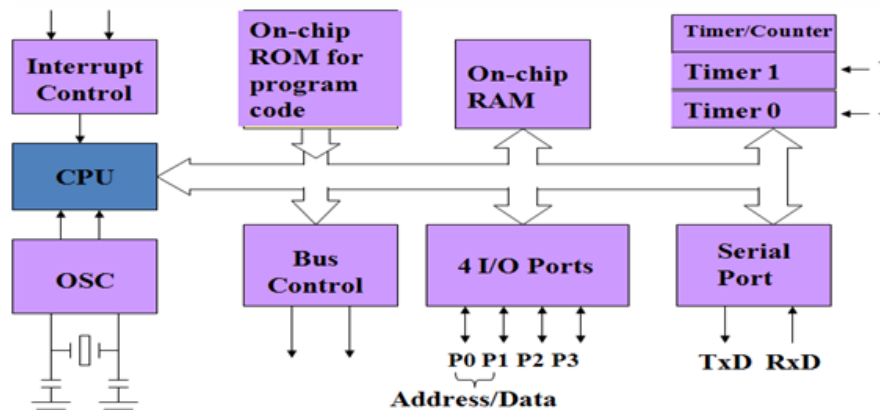 Interrupt
Control
On-chip
ROM for
program
code
On-chip
RAM
Timer/Counter
Timer 1
Timer 0
CPU
OSC
Bus
Control
4 I/O Ports
Serial
Port
P0 P1 P2 P3
Address/Data
TxD RxD